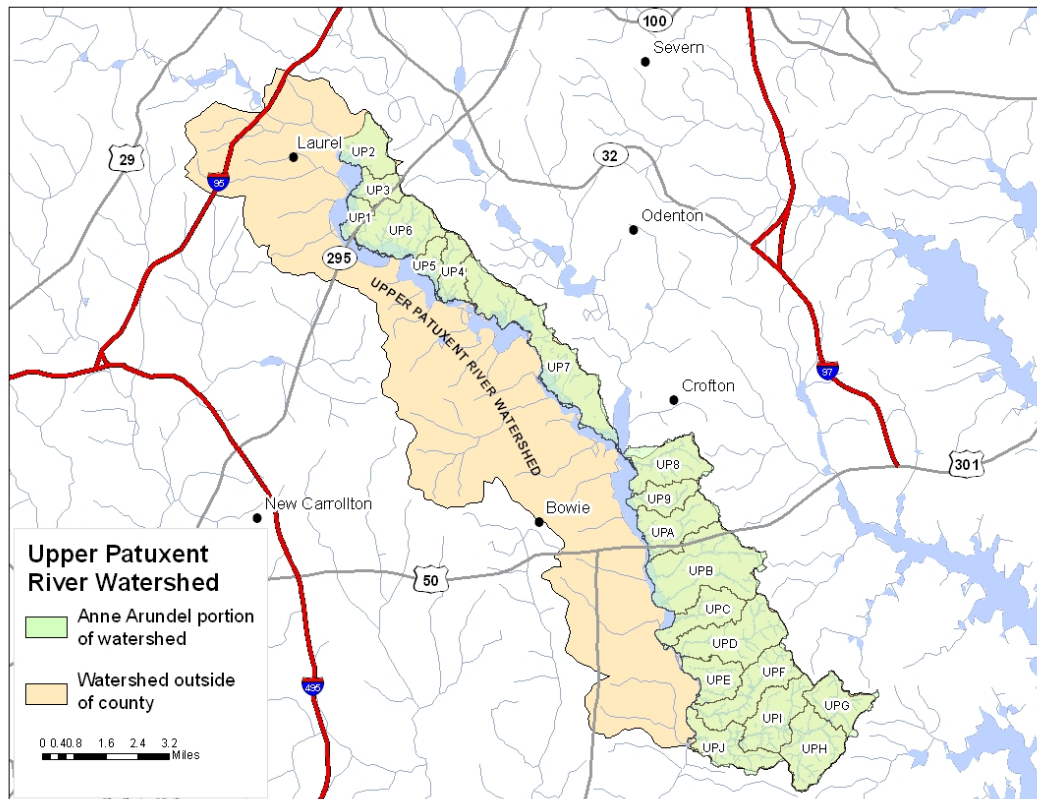 100
Severn
29
Laurel
UP2
32
95
UP3
Odenton
UP1
UP6
295
UP5
UP4
UPPER PATUXENT RIVER WATERSHED
UP7
97
Crofton
UP8
301
UP9
New Carrollton
Bowie
UPA
50
UPB
UPC
UPD
UPE
UPF
495
UPG
UPI
UPJ
UPH
Upper Patuxent
River Watershed
Anne Arundel portion
of watershed
Watershed outside
of county
0 0.40.8 1.6 2.4 3.2
Miles